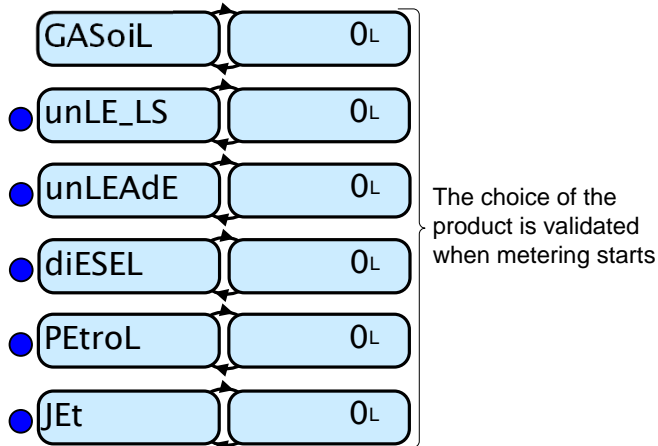 GASoiL 0L
unLE_LS 0L
unLEAdE 0L
diESEL 0L
PEtroL 0L
JEt 0L
The choice of the
product is validated
when metering starts